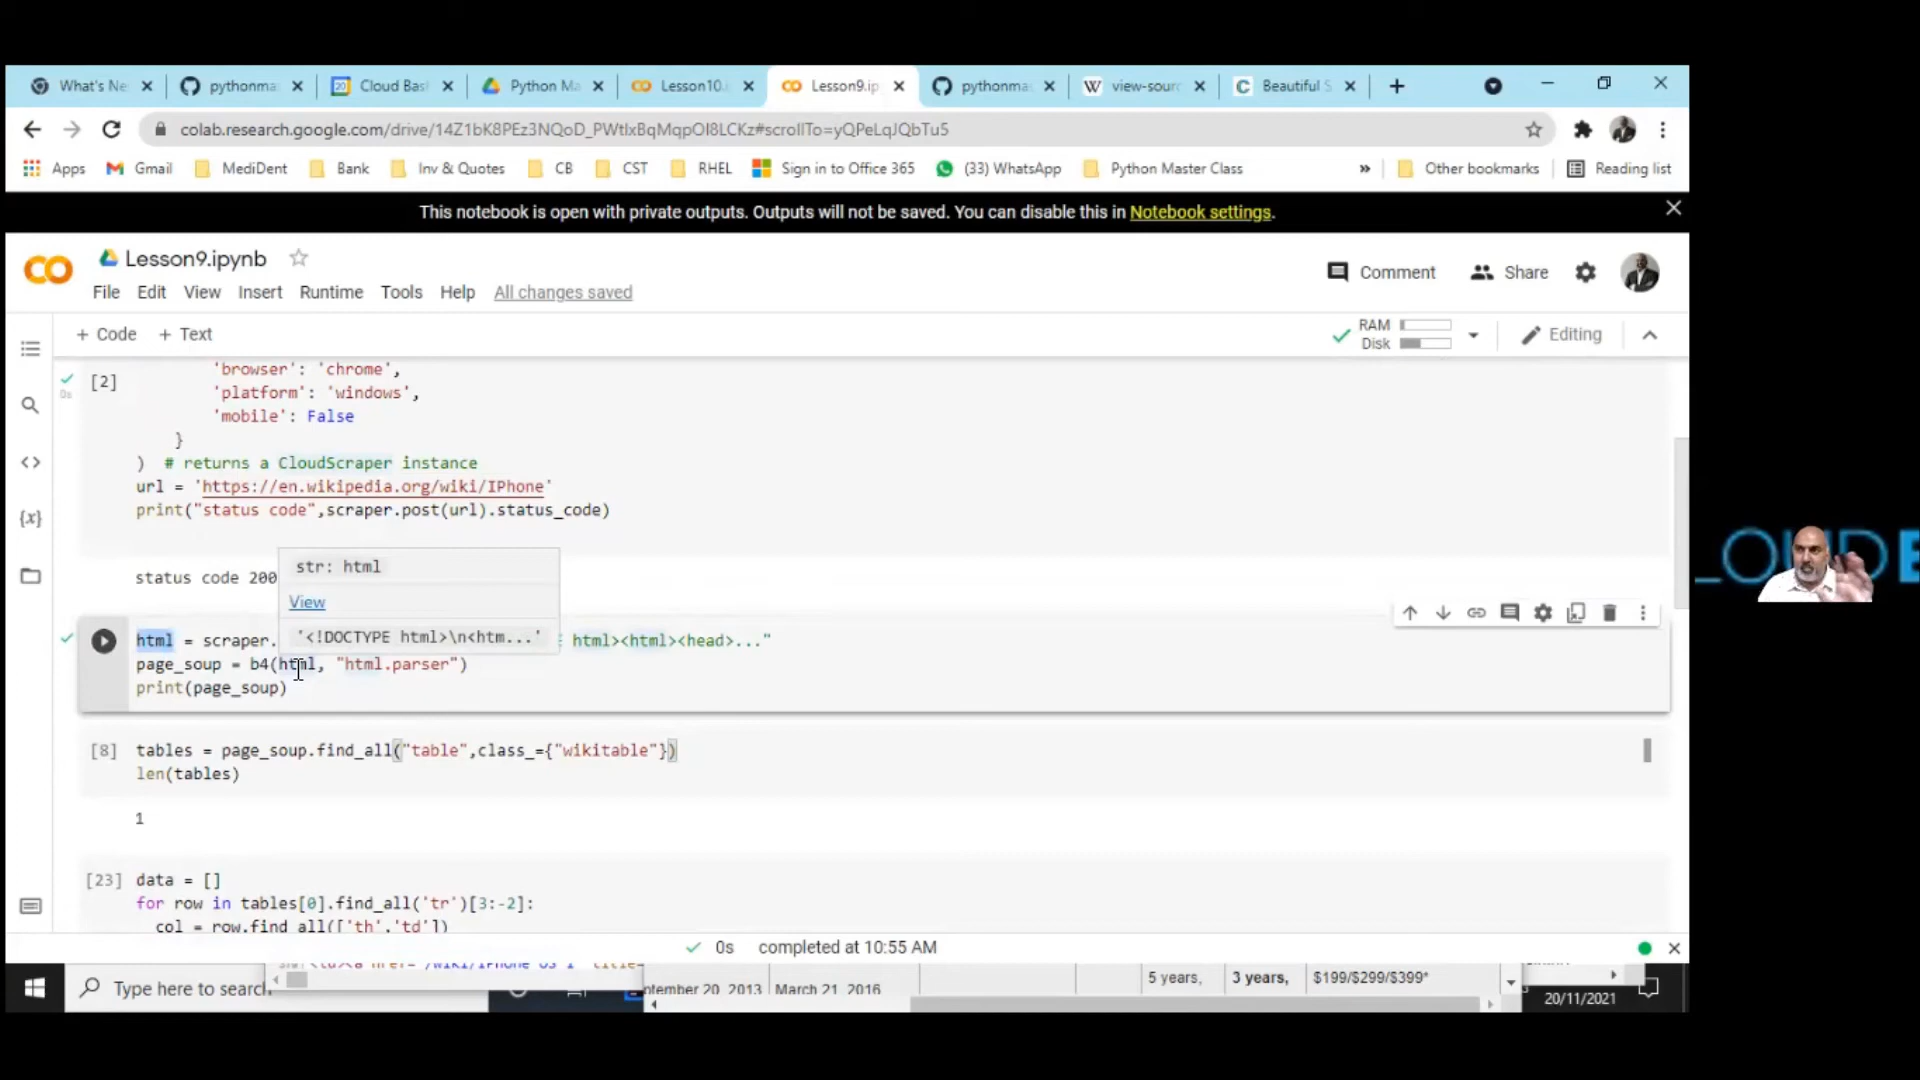 What's Ne
pythonma
Cloud Bas
Python Ma
Lesson10.
Lesson9.ip
pythonma
view-sourc
Beautiful S
colab.research.google.com/drive/14Z1bK8PEz3NQoD_PWtIxBqMqpOI8LCKz#scrollTo=yQPeLqJQbTu5
Apps
Gmail
MediDent
Bank
Inv & Quotes
CB
CST
RHEL
Sign in to Office 365
(33) WhatsApp
Python Master Class
»
Other bookmarks
Reading list
This notebook is open with private outputs. Outputs will not be saved. You can disable this in Notebook settings.
Lesson9.ipynb
Comment
Share
File Edit View Insert Runtime Tools Help All changes saved
+ Code + Text
RAM
Disk
Editing
[2]
'browser': 'chrome',
'platform': 'windows',
'mobile': False
}
) # returns a CloudScraper instance
url = 'https://en.wikipedia.org/wiki/IPhone'
print("status code",scraper.post(url).status_code)
0s
str: html
status code 200
View
'<!DOCTYPE html>\n<htm...'
html = scraper. html><html><head>..."
page_soup = b4(html, "html.parser")
print(page_soup)
[8] tables = page_soup.find_all("table",class_={"wikitable"})
len(tables)
1
[23] data = []
for row in tables[0].find_all('tr')[3:-2]:
col = row.find_all(['th','td'])
0s completed at 10:55 AM
5 years,
3 years,
$199/$299/$399*
Type here to search
tember 20, 2013
March 21, 2016
20/11/2021